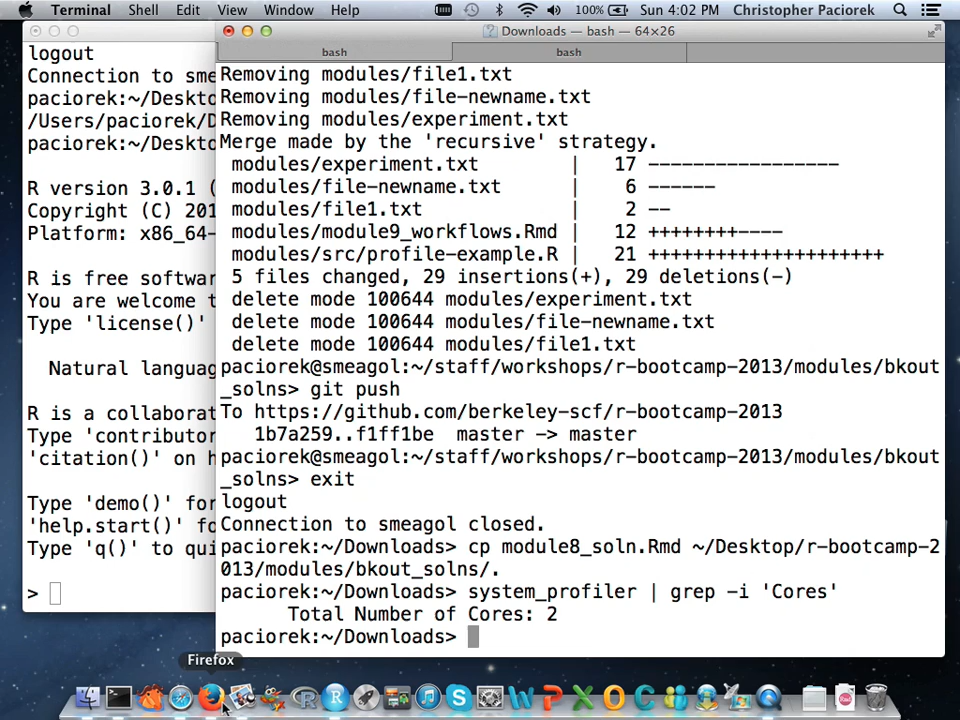 Terminal Shell Edit View Window Help 100% Sun 4:02 PM Christopher Paciorek
Downloads — bash — 64×26
bash bash
logout
Connection to sme
paciorek:~/Deskto
/Users/paciorek/D
paciorek:~/Deskto
R version 3.0.1 (
Copyright (C) 201
Platform: x86_64-
R is free softwar
You are welcome t
Type 'license()'
Natural languag
R is a collaborat
Type 'contributor
'citation()' on h
Type 'demo()' for
'help.start()' fo
Type 'q()' to qui
>
Removing modules/file1.txt
Removing modules/file-newname.txt
Removing modules/experiment.txt
Merge made by the 'recursive' strategy.
modules/experiment.txt | 17 -----------------
modules/file-newname.txt | 6 ------
modules/file1.txt | 2 --
modules/module9_workflows.Rmd | 12 ++++++++----
modules/src/profile-example.R | 21 +++++++++++++++++++++
5 files changed, 29 insertions(+), 29 deletions(-)
delete mode 100644 modules/experiment.txt
delete mode 100644 modules/file-newname.txt
delete mode 100644 modules/file1.txt
paciorek@smeagol:~/staff/workshops/r-bootcamp-2013/modules/bkout
_solns> git push
To https://github.com/berkeley-scf/r-bootcamp-2013
1b7a259..f1ff1be master -> master
paciorek@smeagol:~/staff/workshops/r-bootcamp-2013/modules/bkout
_solns> exit
logout
Connection to smeagol closed.
paciorek:~/Downloads> cp module8_soln.Rmd ~/Desktop/r-bootcamp-2
013/modules/bkout_solns/.
paciorek:~/Downloads> system_profiler | grep -i 'Cores'
Total Number of Cores: 2
paciorek:~/Downloads>
Firefox